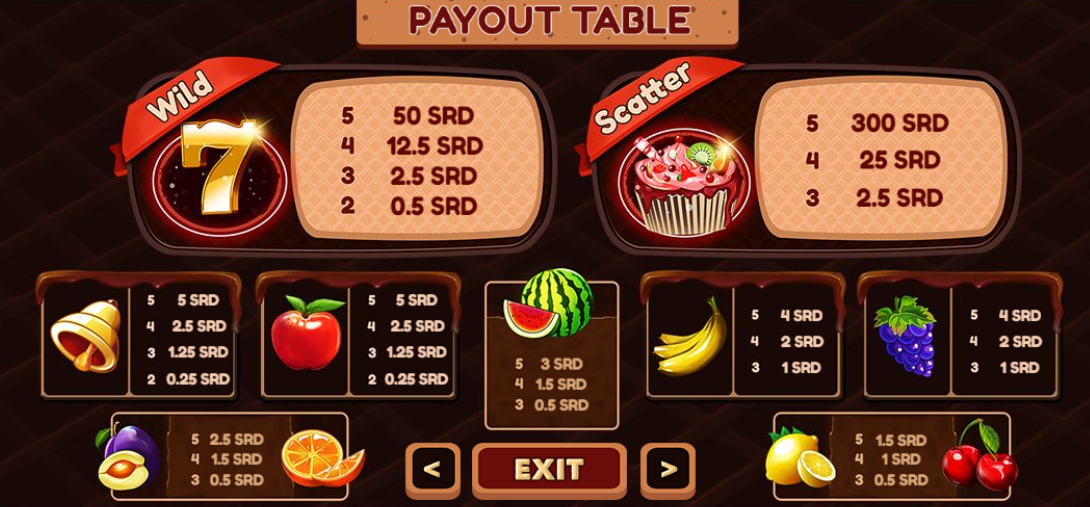 PAYOUT TABLE
Wild
5 50 SRD
4 12.5 SRD
3 2.5 SRD
2 0.5 SRD
Scatter
5 300 SRD
4 25 SRD
3 2.5 SRD
5 5 SRD
4 2.5 SRD
3 1.25 SRD
2 0.25 SRD
5 5 SRD
4 2.5 SRD
3 1.25 SRD
2 0.25 SRD
5 3 SRD
4 1.5 SRD
3 0.5 SRD
5 4 SRD
4 2 SRD
3 1 SRD
5 4 SRD
4 2 SRD
3 1 SRD
5 2.5 SRD
4 1.5 SRD
3 0.5 SRD
< EXIT >
5 1.5 SRD
4 1 SRD
3 0.5 SRD